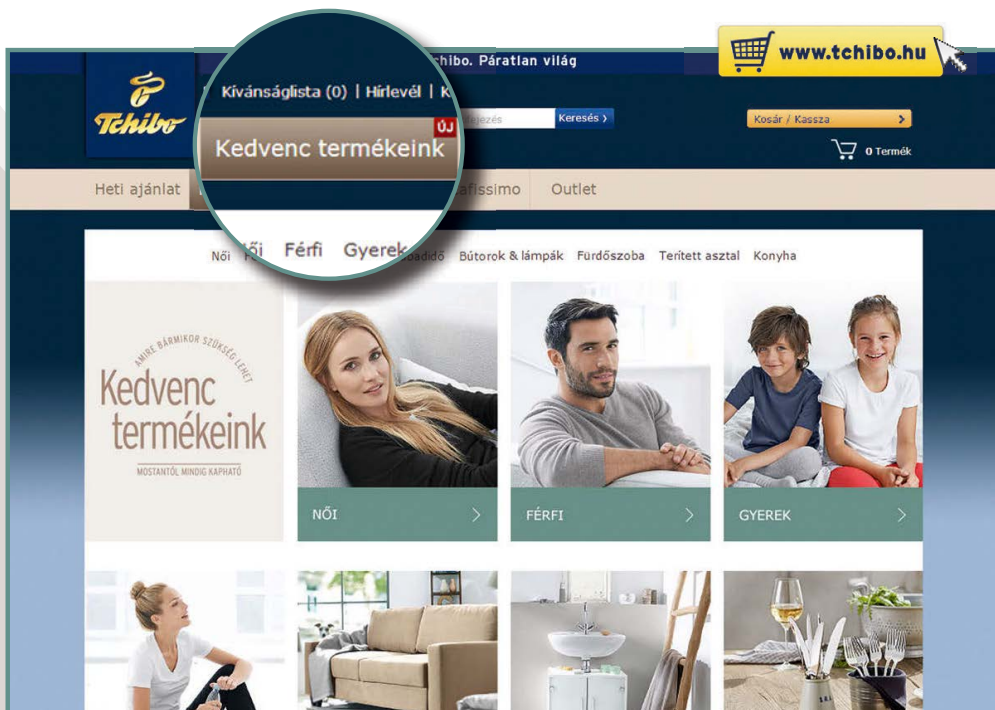 www.tchibo.hu
chibo. Páratlan világ
Tchibo
Kívánságlista (0) | Hírlevél | K
Keresés
Kosár / Kassza
0 Termék
ÚJ
Kedvenc termékeink
Heti ajánlat
Outlet
Női Férfi Gyerek
Női
Bútorok & lámpák Fürdőszoba Terített asztal Konyha
AMIRE BÁRMIKOR SZÜKSÉG LEHET
Kedvenc
termékeink
MOSTANTÓL MINDIG KAPHATÓ
NŐI
FÉRFI
GYEREK